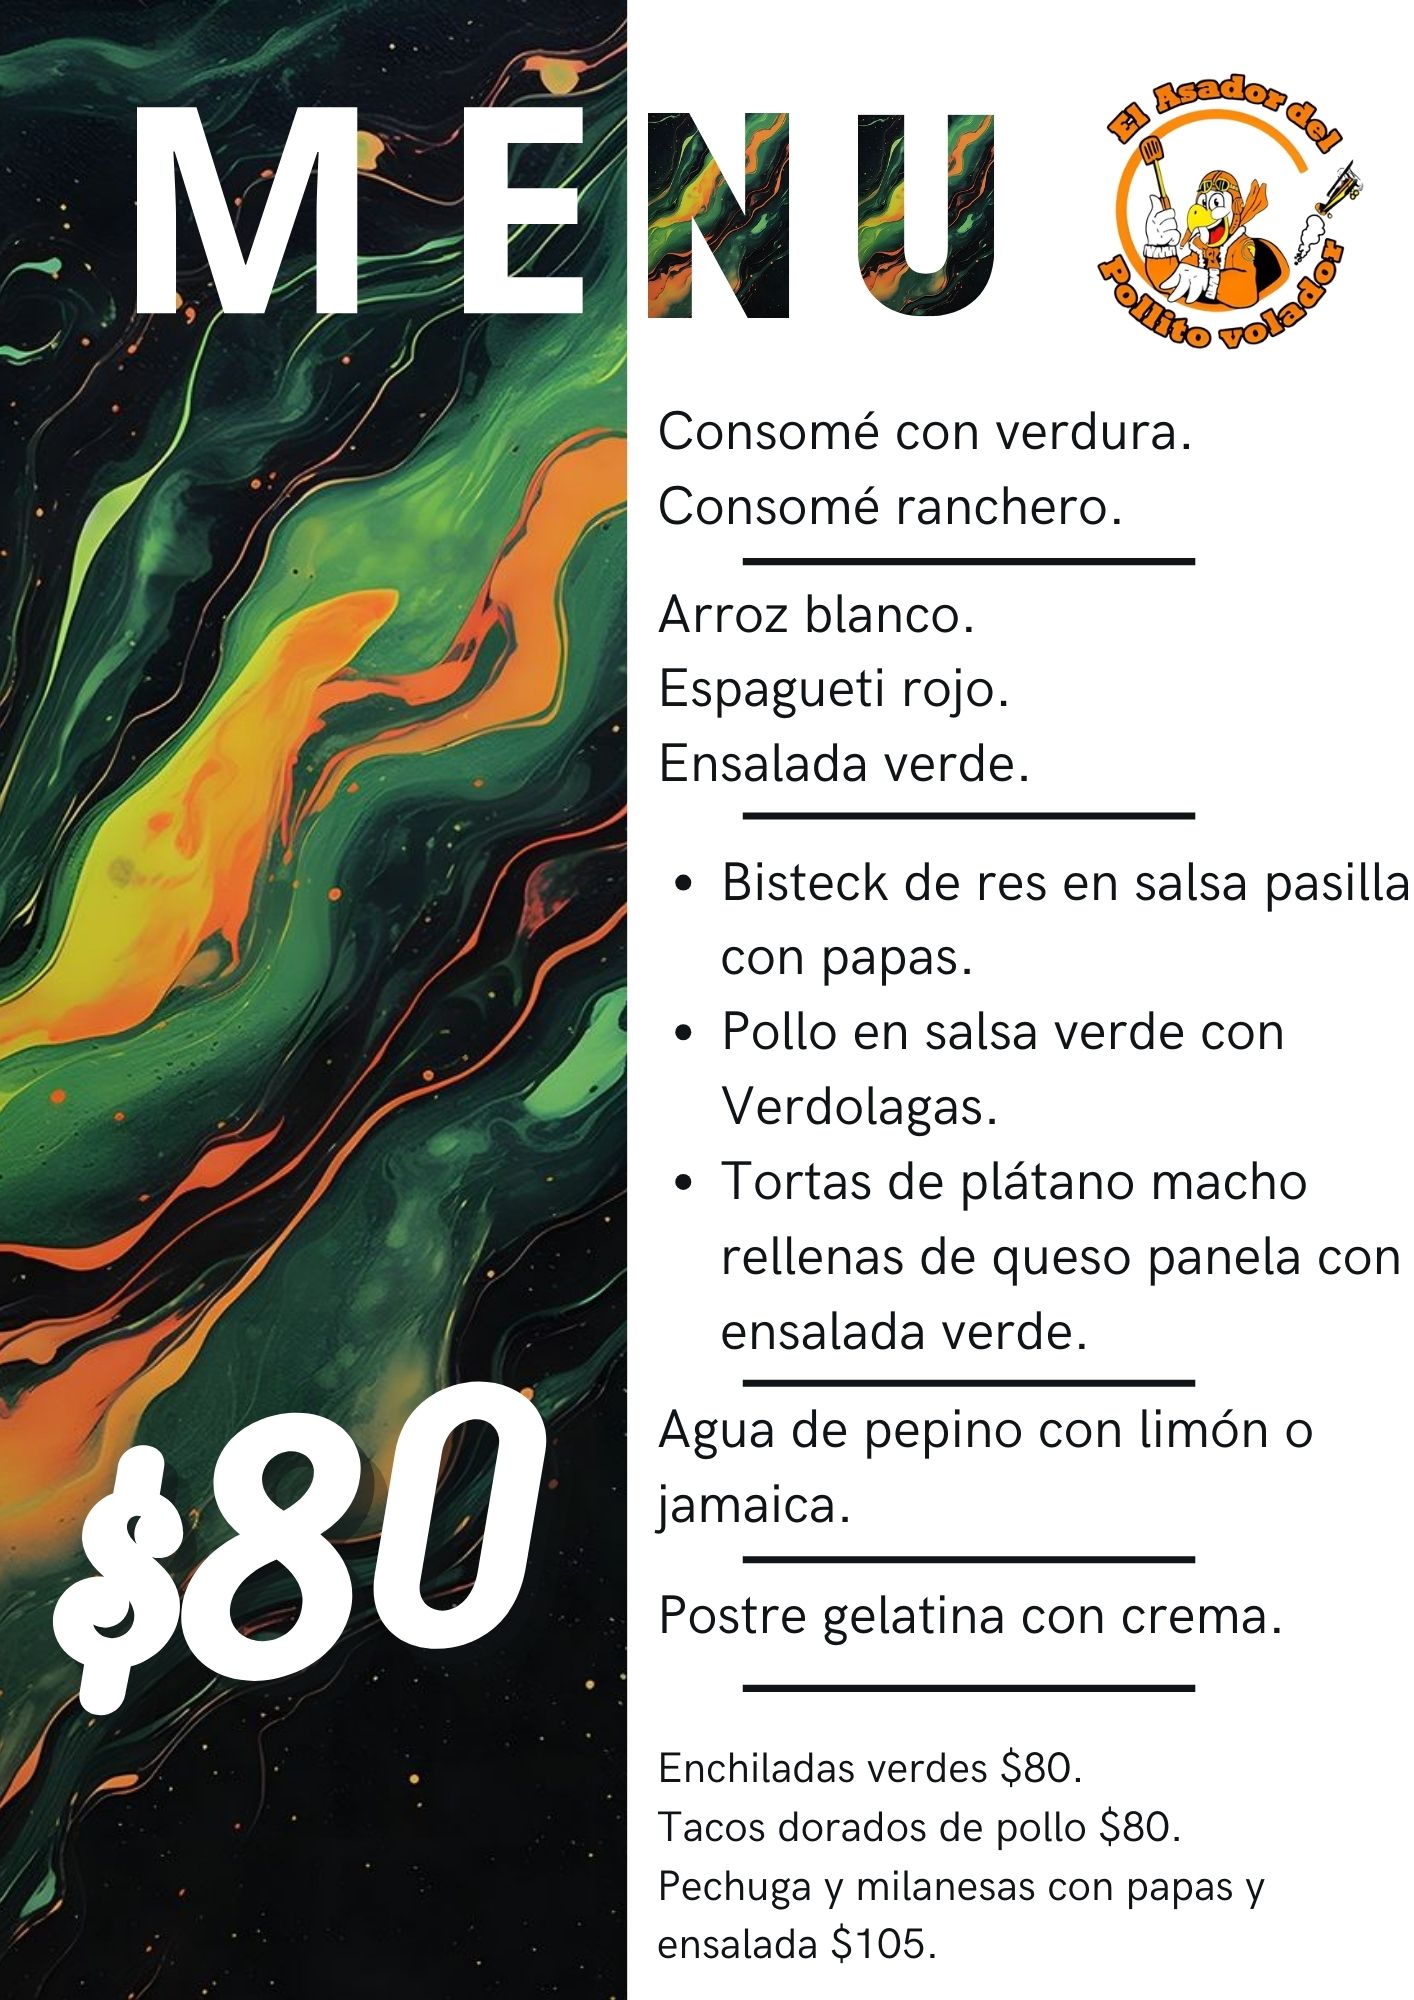 MENU
El Asador del
Pollito volador
Consomé con verdura.
Consomé ranchero.
Arroz blanco.
Espagueti rojo.
Ensalada verde.
• Bisteck de res en salsa pasilla
con papas.
• Pollo en salsa verde con
Verdolagas.
• Tortas de plátano macho
rellenas de queso panela con
ensalada verde.
Agua de pepino con limón o
jamaica.
$80
Postre gelatina con crema.
Enchiladas verdes $80.
Tacos dorados de pollo $80.
Pechuga y milanesas con papas y
ensalada $105.